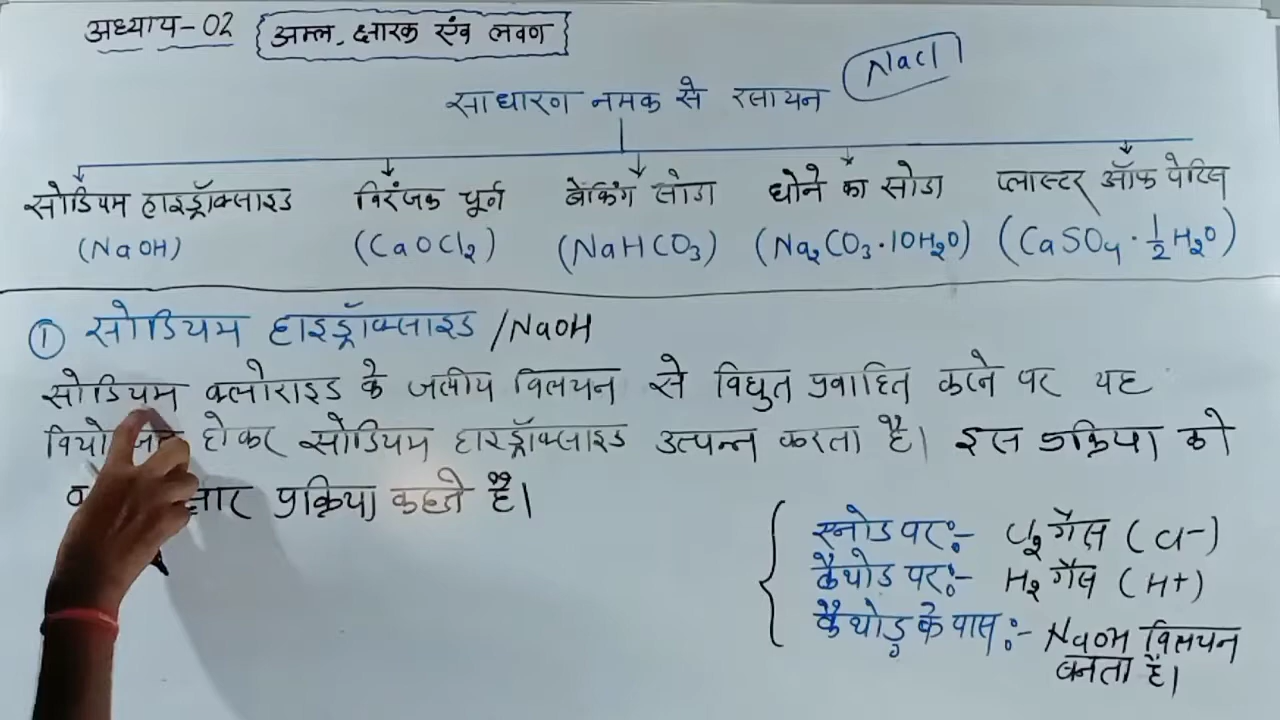 अध्याय-02 अम्ल, क्षारक एंव लवण
साधारण नमक से रसायन NaCl
सोडियम हाइड्रॉक्साइड विरंजक चूर्ण बेकिंग सोडा धोने का सोडा प्लास्टर ऑफ पेरिस
(NaOH) (CaOCl₂) (NaHCO₃) (Na₂CO₃·10H₂O) (CaSO₄·½H₂O)
① सोडियम हाइड्रॉक्साइड /NaOH
सोडियम क्लोराइड के जलीय विलयन से विधुत प्रवाहित करने पर यह
होकर सोडियम हाइड्रॉक्साइड उत्पन्न करता है। इस प्रक्रिया को
प्रक्रिया कहते है।
एनोड पर:- Cl₂ गैस (Cl-)
कैथोड पर:- H₂ गैस (H+)
कैथोड़ के पास:- NaOH विलयन
बनता है।